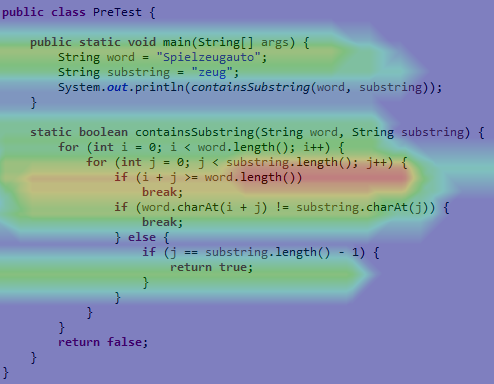 public class PreTest {
public static void main(String[] args) {
String word = "Spielzeugauto";
String substring = "zeug";
System.out.println(containsSubstring(word, substring));
}
static boolean containsSubstring(String word, String substring) {
for (int i = 0; i < word.length(); i++) {
for (int j = 0; j < substring.length(); j++) {
if (i + j >= word.length())
break;
if (word.charAt(i + j) != substring.charAt(j)) {
break;
} else {
if (j == substring.length() - 1) {
return true;
}
}
}
}
return false;
}
}